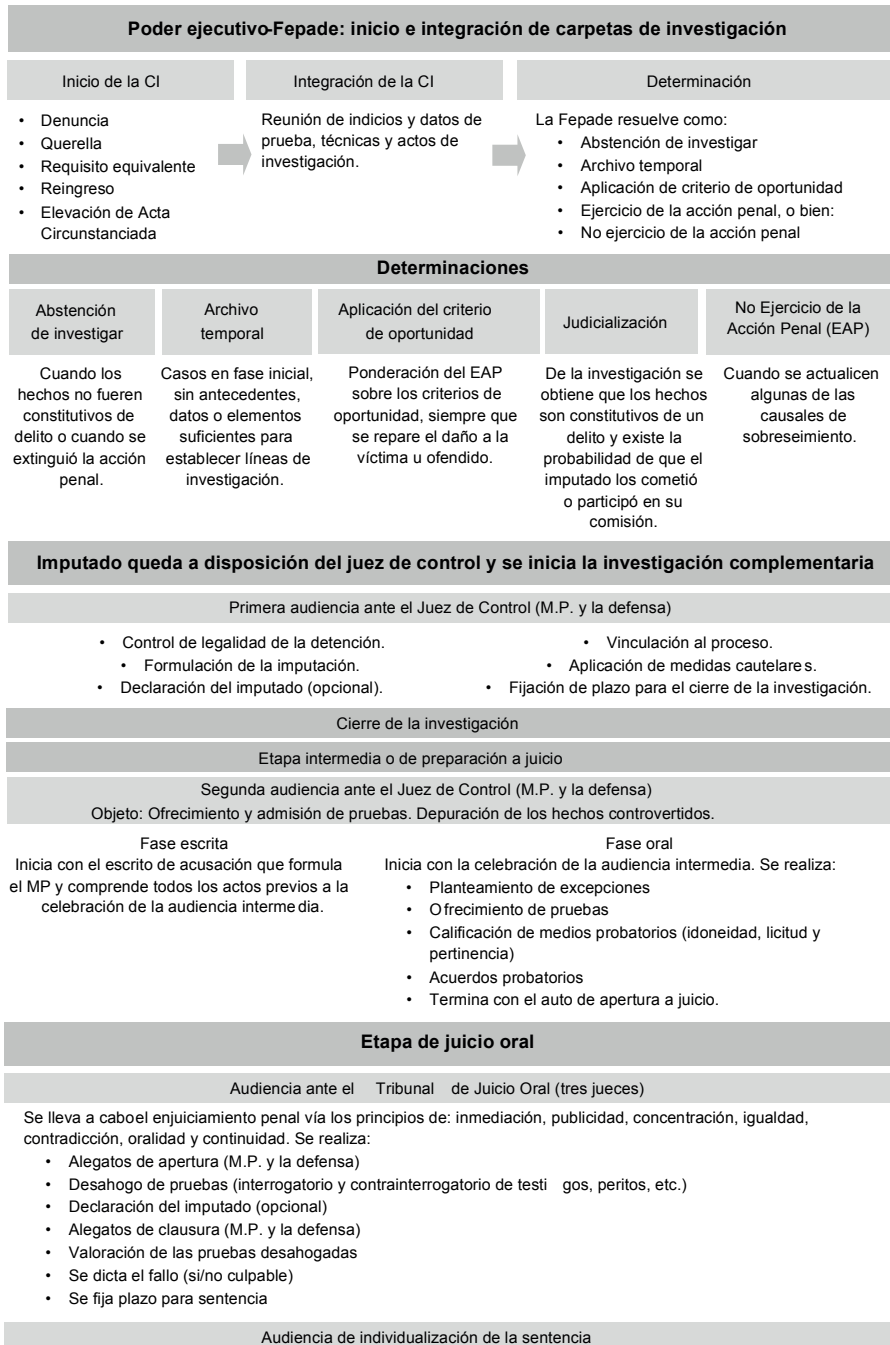 Poder ejecutivo-Fepade: inicio e integración de carpetas de investigación
Inicio de la CI
Integración de la CI
Determinación
• Denuncia
• Querella
• Requisito equivalente
• Reingreso
• Elevación de Acta
Circunstanciada
Reunión de indicios y datos de
prueba, técnicas y actos de
investigación.
La Fepade resuelve como:
• Abstención de investigar
• Archivo temporal
• Aplicación de criterio de oportunidad
• Ejercicio de la acción penal, o bien:
• No ejercicio de la acción penal
Determinaciones
Abstención
de investigar
Archivo
temporal
Aplicación del criterio
de oportunidad
Judicialización
No Ejercicio de la
Acción Penal (EAP)
Cuando los
hechos no fueren
constitutivos de
delito o cuando se
extinguió la acción
penal.
Casos en fase inicial,
sin antecedentes,
datos o elementos
suficientes para
establecer líneas de
investigación.
Ponderación del EAP
sobre los criterios de
oportunidad, siempre que
se repare el daño a la
víctima u ofendido.
De la investigación se
obtiene que los hechos
son constitutivos de un
delito y existe la
probabilidad de que el
imputado los cometió
o participó en su
comisión.
Cuando se actualicen
algunas de las
causales de
sobreseimiento.
Imputado queda a disposición del juez de control y se inicia la investigación complementaria
Primera audiencia ante el Juez de Control (M.P. y la defensa)
• Control de legalidad de la detención.
• Formulación de la imputación.
• Declaración del imputado (opcional).
• Vinculación al proceso.
• Aplicación de medidas cautelares.
• Fijación de plazo para el cierre de la investigación.
Cierre de la investigación
Etapa intermedia o de preparación a juicio
Segunda audiencia ante el Juez de Control (M.P. y la defensa)
Objeto: Ofrecimiento y admisión de pruebas. Depuración de los hechos controvertidos.
Fase escrita
Inicia con el escrito de acusación que formula
el MP y comprende todos los actos previos a la
celebración de la audiencia intermedia.
Fase oral
Inicia con la celebración de la audiencia intermedia. Se realiza:
• Planteamiento de excepciones
• Ofrecimiento de pruebas
• Calificación de medios probatorios (idoneidad, licitud y
pertinencia)
• Acuerdos probatorios
• Termina con el auto de apertura a juicio.
Etapa de juicio oral
Audiencia ante el Tribunal de Juicio Oral (tres jueces)
Se lleva a caboel enjuiciamiento penal vía los principios de: inmediación, publicidad, concentración, igualdad,
contradicción, oralidad y continuidad. Se realiza:
• Alegatos de apertura (M.P. y la defensa)
• Desahogo de pruebas (interrogatorio y contrainterrogatorio de testi gos, peritos, etc.)
• Declaración del imputado (opcional)
• Alegatos de clausura (M.P. y la defensa)
• Valoración de las pruebas desahogadas
• Se dicta el fallo (si/no culpable)
• Se fija plazo para sentencia
Audiencia de individualización de la sentencia